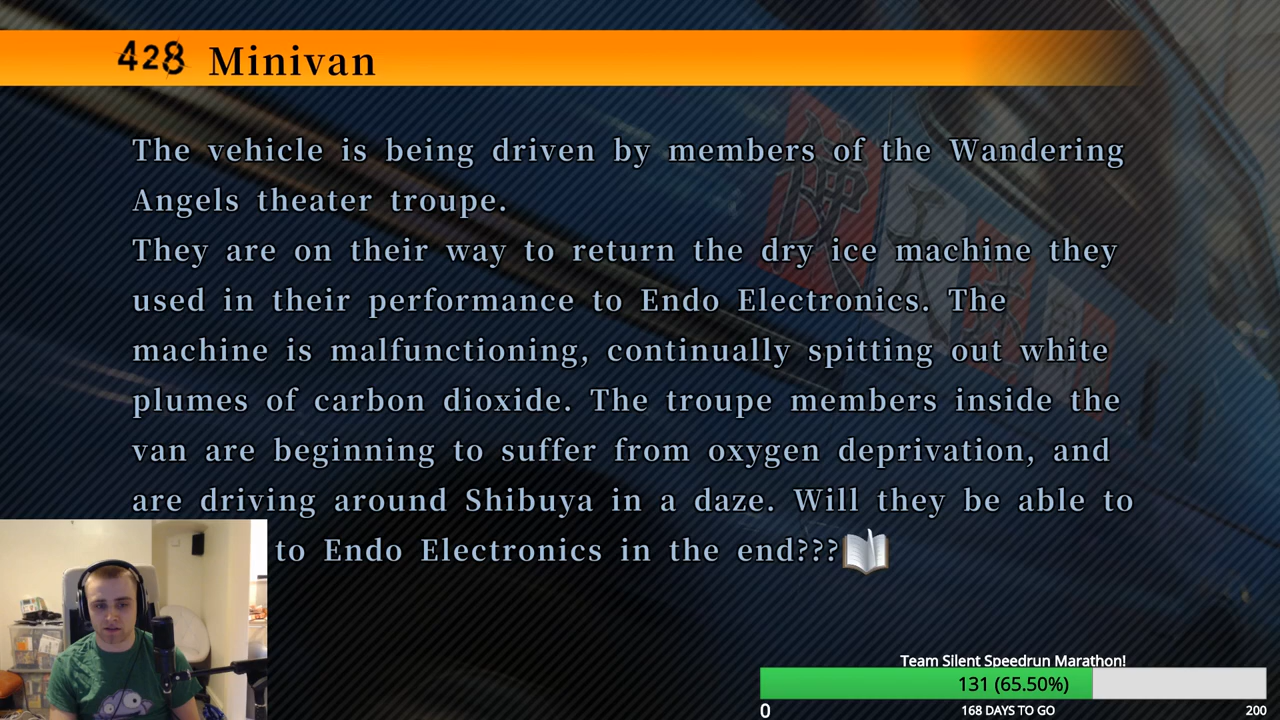 428 Minivan
The vehicle is being driven by members of the Wandering
Angels theater troupe.
They are on their way to return the dry ice machine they
used in their performance to Endo Electronics. The
machine is malfunctioning, continually spitting out white
plumes of carbon dioxide. The troupe members inside the
van are beginning to suffer from oxygen deprivation, and
are driving around Shibuya in a daze. Will they be able to
to Endo Electronics in the end???
Team Silent Speedrun Marathon!
131 (65.50%)
0 168 DAYS TO GO 200